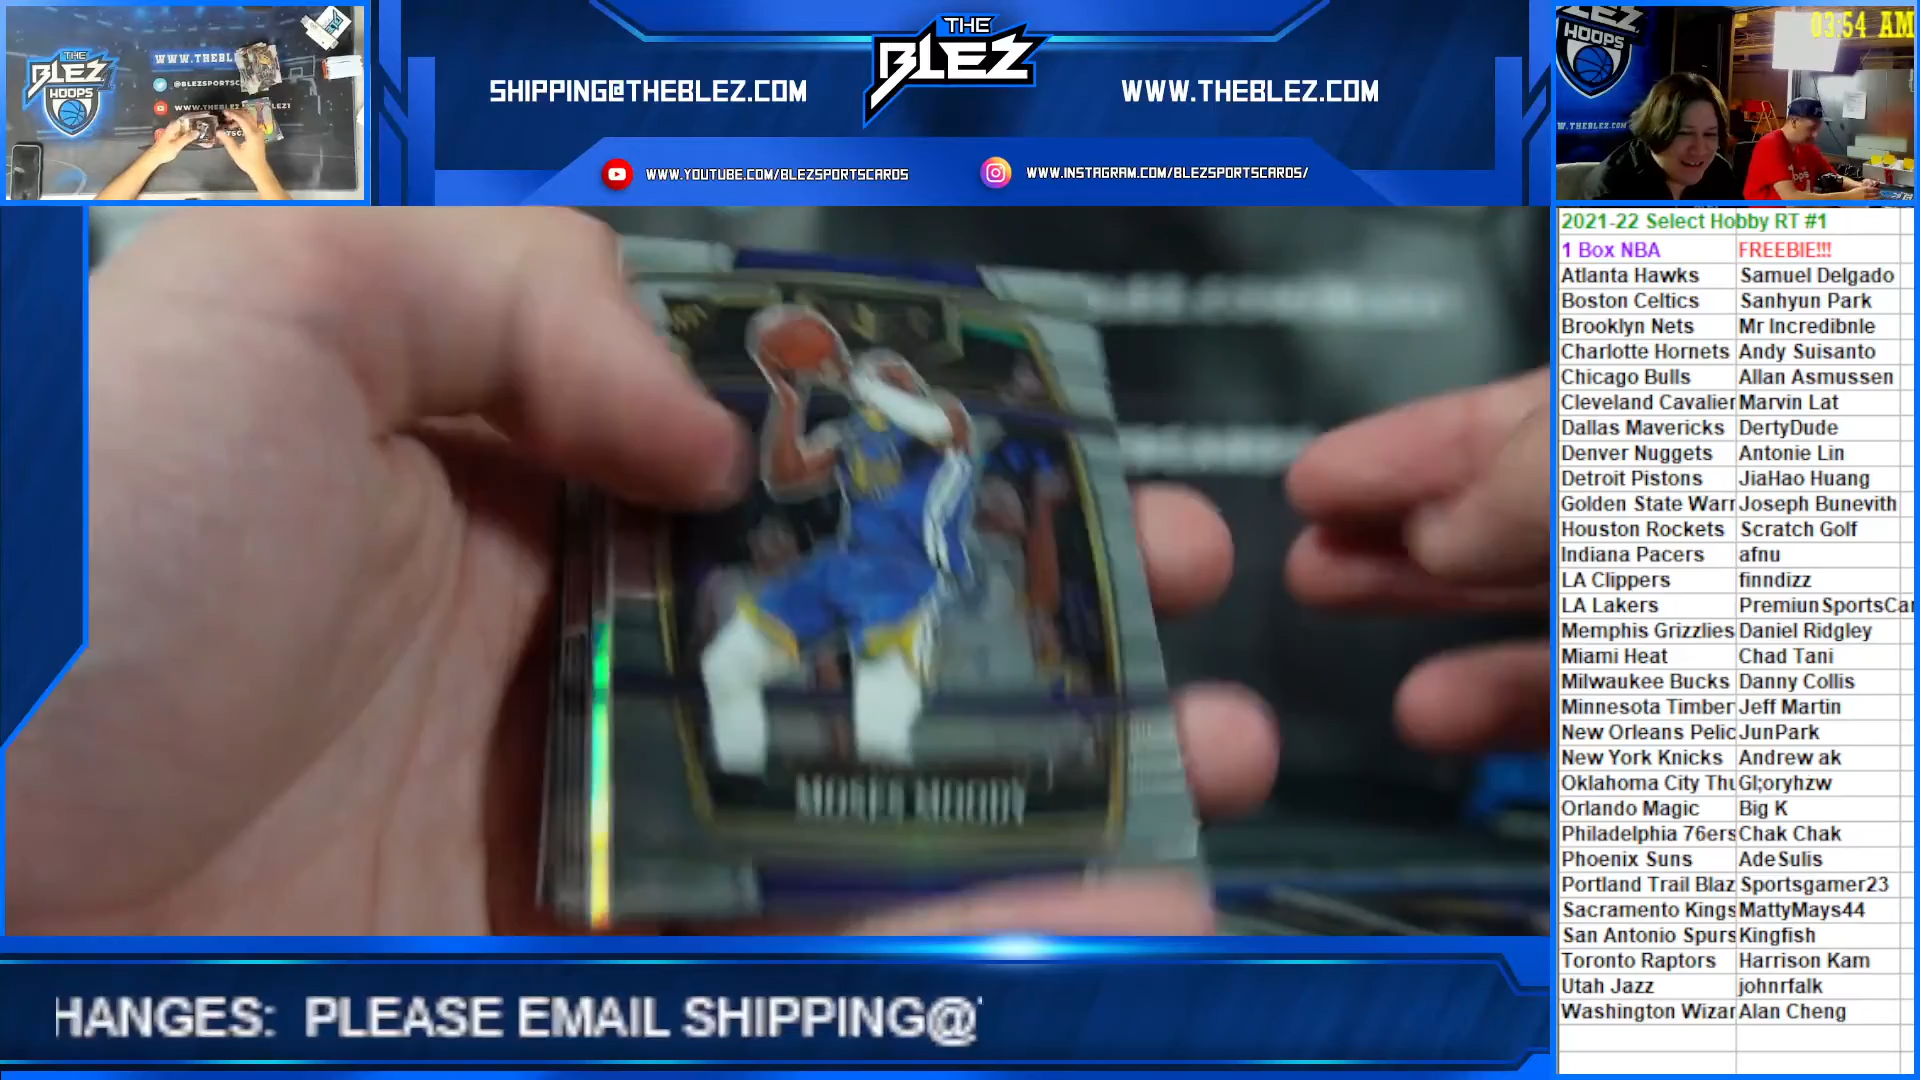 THE
BLEZ
HOOPS
WWW.THEBL
@BLEZSPORTSC
SHIPPING@THEBLEZ.COM
THE
BLEZ
WWW.THEBLEZ.COM
WWW.YOUTUBE.COM/BLEZSPORTSCARDS
WWW.INSTAGRAM.COM/BLEZSPORTSCARDS/
HOOPS
03:54 AM
2021-22 Select Hobby RT #1
1 Box NBA FREEBIE!!!
Atlanta Hawks Samuel Delgado
Boston Celtics Sanhyun Park
Brooklyn Nets Mr Incredibnle
Charlotte Hornets Andy Suisanto
Chicago Bulls Allan Asmussen
Cleveland Cavalier Marvin Lat
Dallas Mavericks DertyDude
Denver Nuggets Antonie Lin
Detroit Pistons JiaHao Huang
Golden State Warr Joseph Bunevith
Houston Rockets Scratch Golf
Indiana Pacers afnu
LA Clippers finndizz
LA Lakers PremiunSportsCar
Memphis Grizzlies Daniel Ridgley
Miami Heat Chad Tani
Milwaukee Bucks Danny Collis
Minnesota Timber Jeff Martin
New Orleans Pelic JunPark
New York Knicks Andrew ak
Oklahoma City Thu Gl;oryhzw
Orlando Magic Big K
Philadelphia 76ers Chak Chak
Phoenix Suns AdeSulis
Portland Trail Blaz Sportsgamer23
Sacramento Kings MattyMays44
San Antonio Spurs Kingfish
Toronto Raptors Harrison Kam
Utah Jazz johnrfalk
Washington Wizar Alan Cheng
MOSES MOODY
HANGES: PLEASE EMAIL SHIPPING@